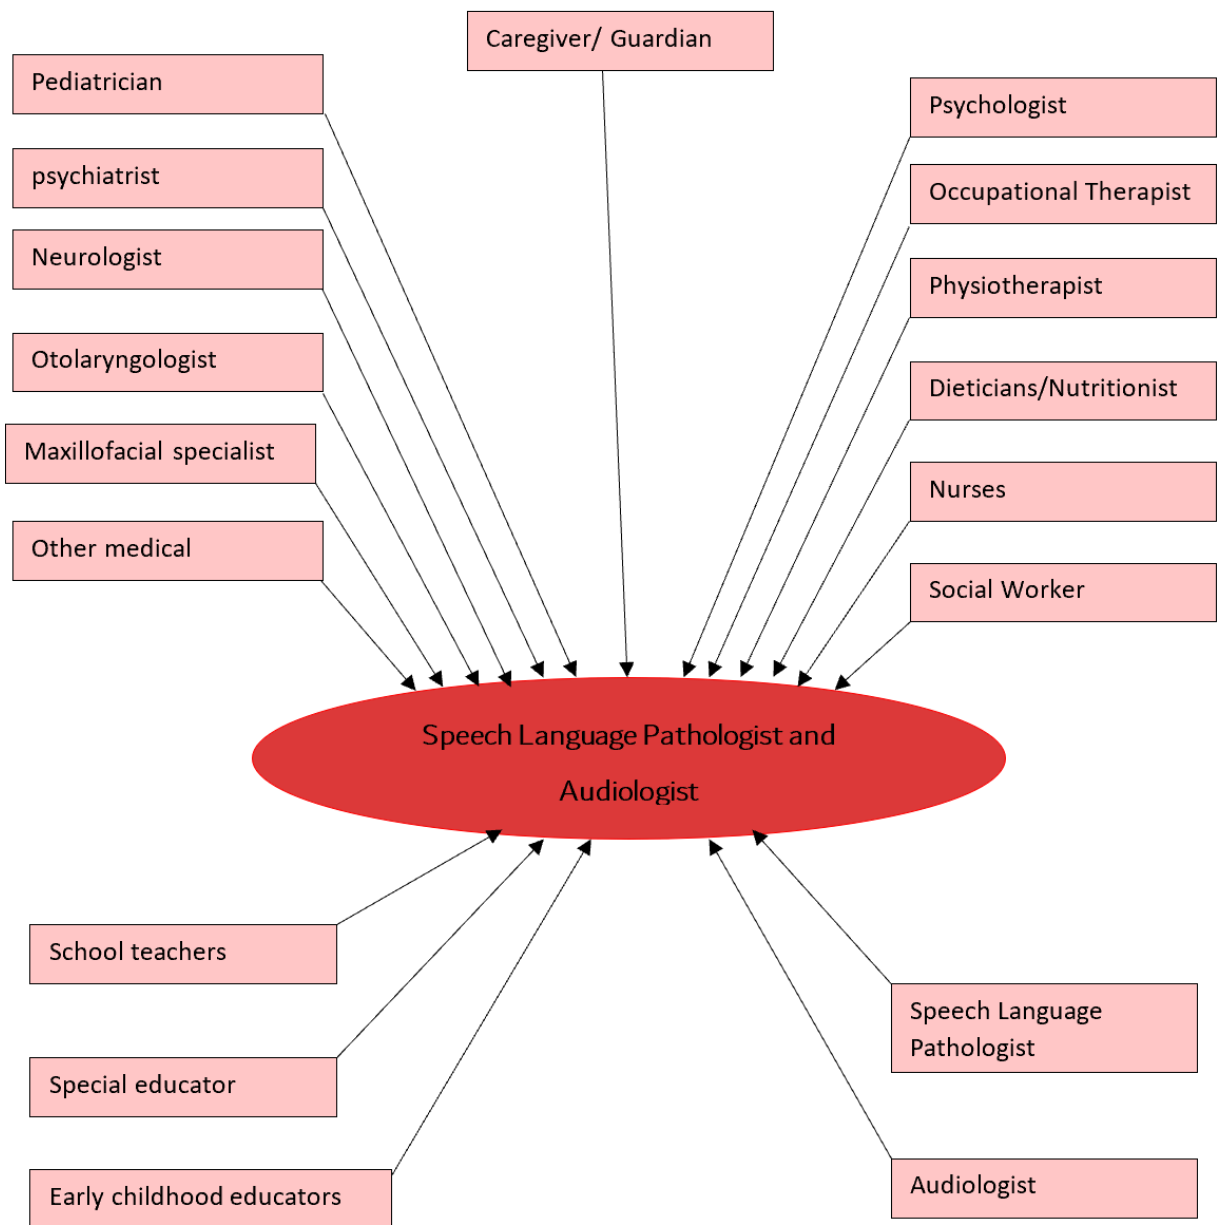 Caregiver/ Guardian
Pediatrician
psychiatrist
Neurologist
Otolaryngologist
Maxillofacial specialist
Other medical
Psychologist
Occupational Therapist
Physiotherapist
Dieticians/Nutritionist
Nurses
Social Worker
Speech Language Pathologist and
Audiologist
School teachers
Special educator
Early childhood educators
Speech Language
Pathologist
Audiologist